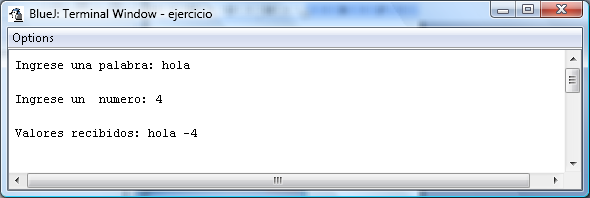 BlueJ: Terminal Window - ejercicio
Options
Ingrese una palabra: hola
Ingrese un  numero: 4
Valores recibidos: hola -4